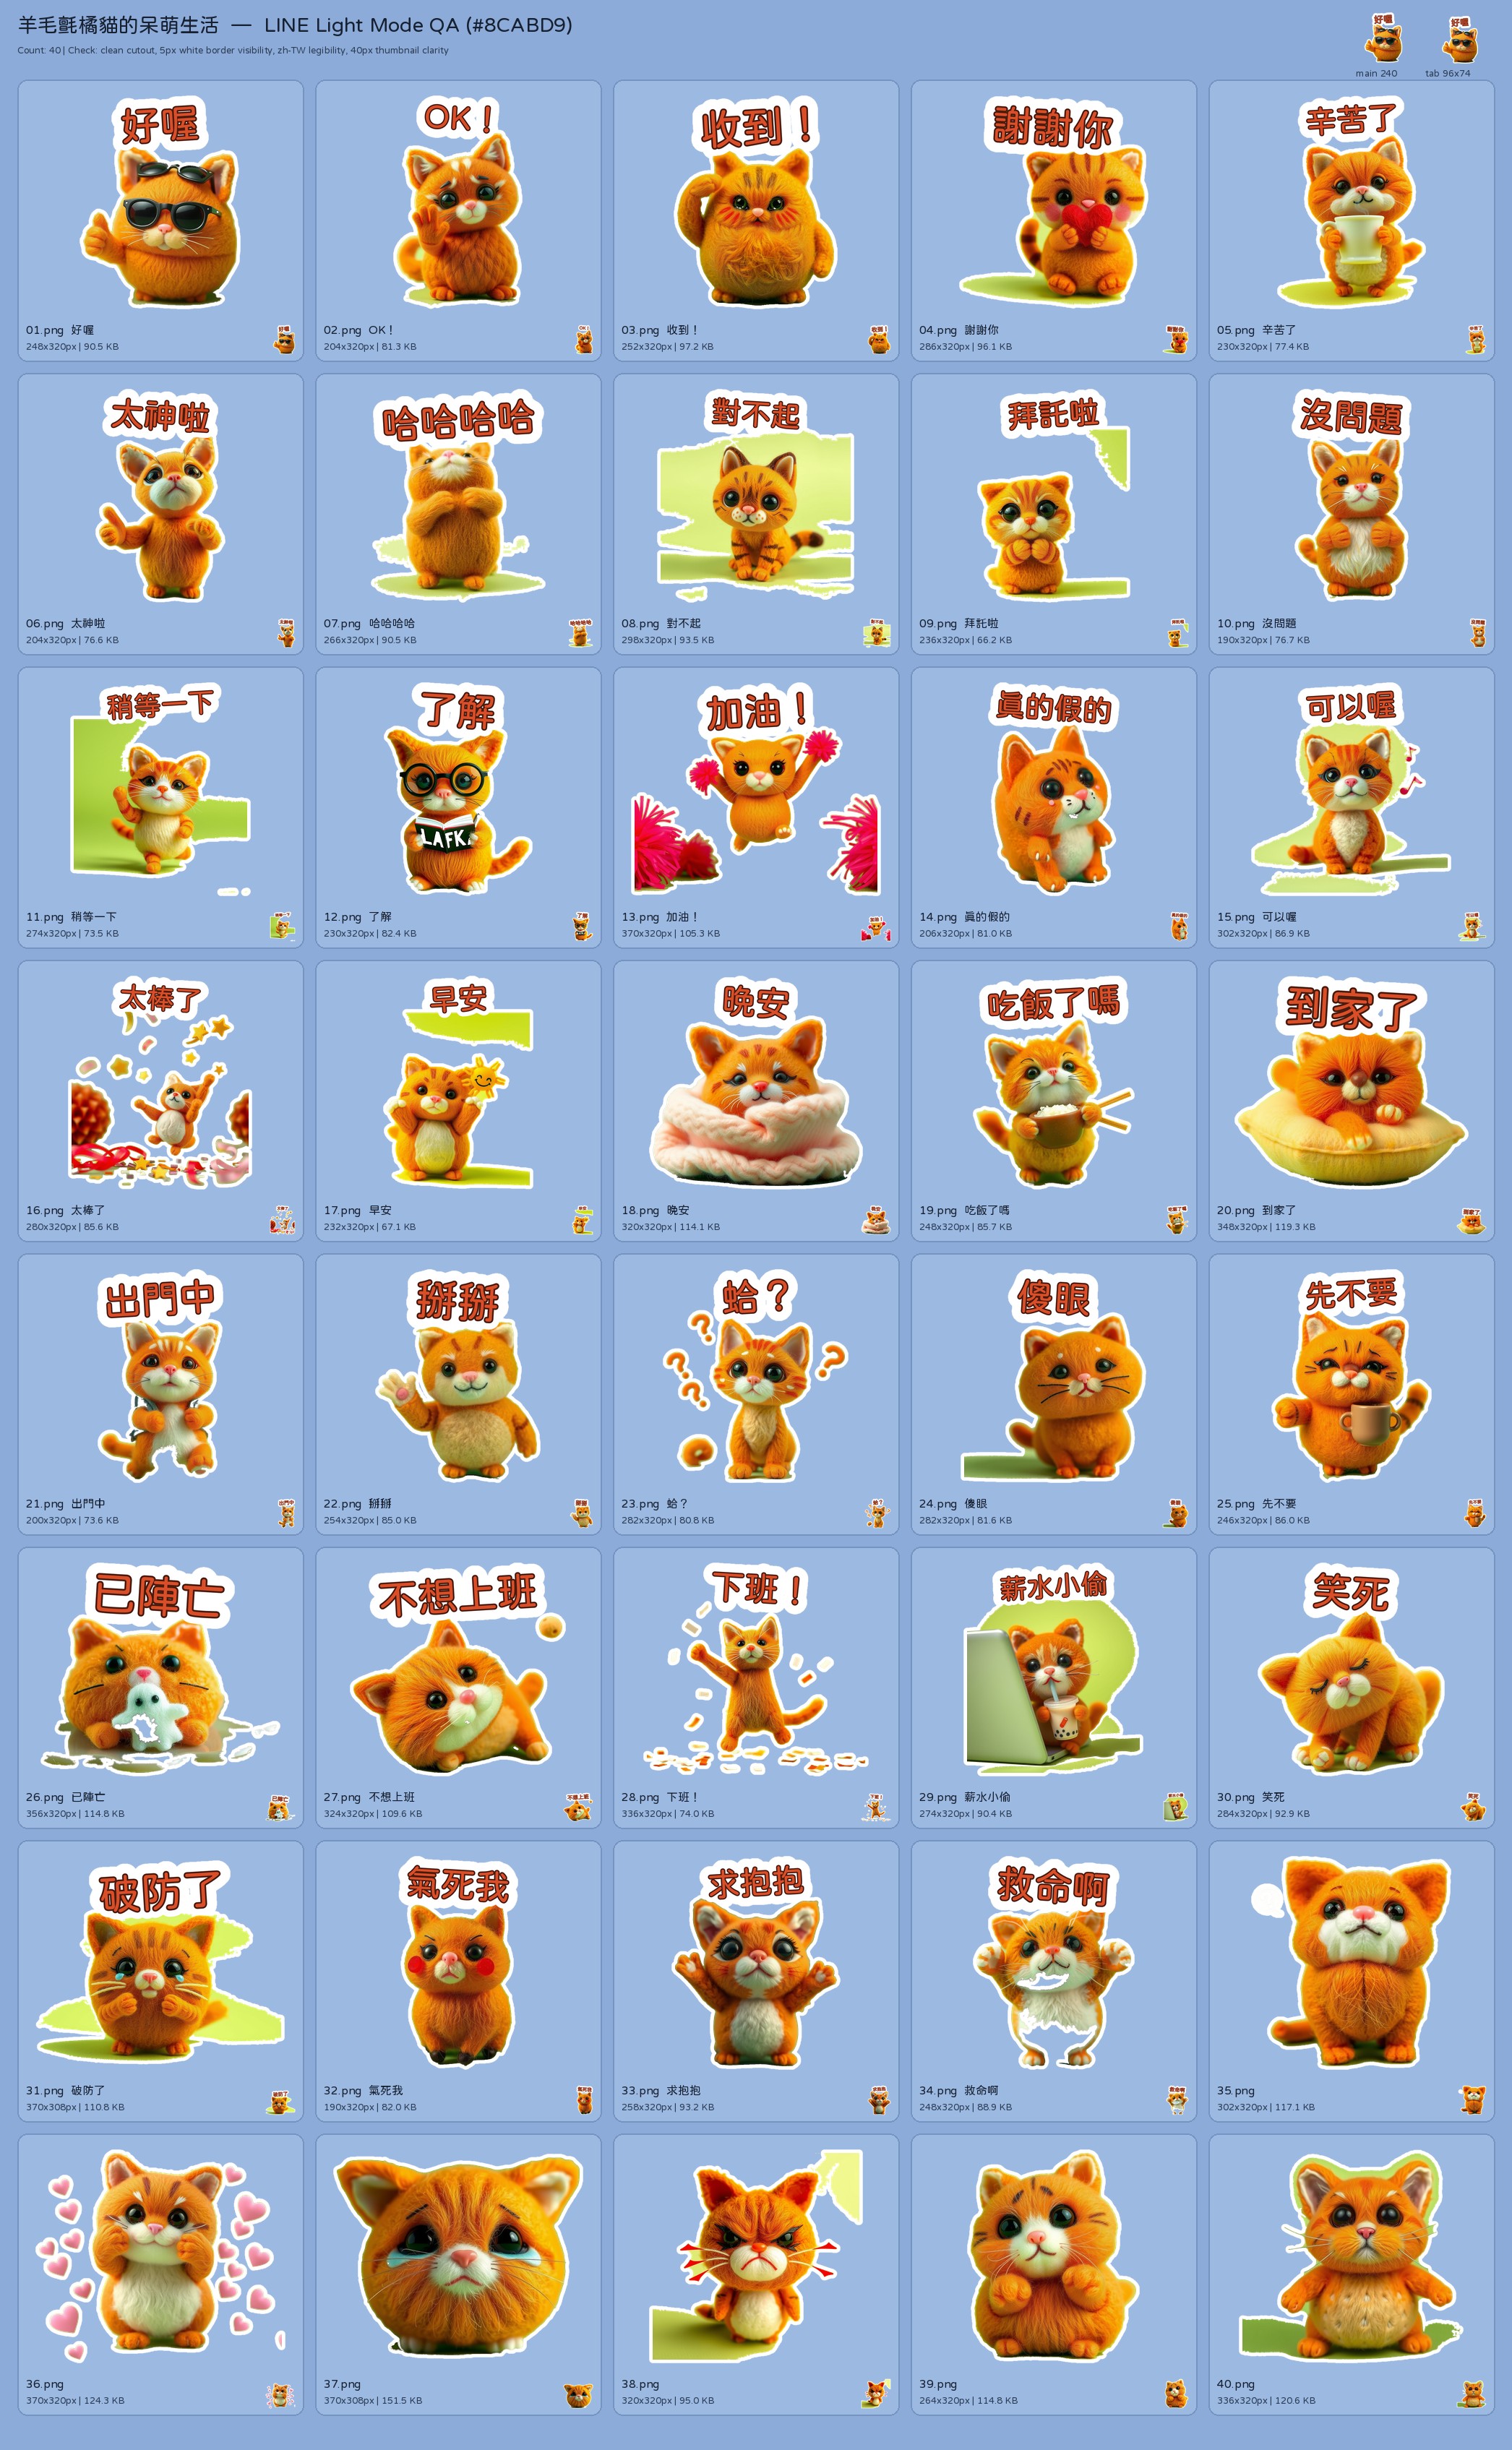 羊毛氈橘貓的呆萌生活 — LINE Light Mode QA (#8CABD9)
Count: 40 | Check: clean cutout, 5px white border visibility, zh-TW legibility, 40px thumbnail clarity
好喔
好喔
main 240
tab 96x74
好喔
01.png 好喔
248x320px | 90.5 KB
OK！
02.png OK！
204x320px | 81.3 KB
收到！
03.png 收到！
252x320px | 97.2 KB
謝謝你
04.png 謝謝你
286x320px | 96.1 KB
辛苦了
05.png 辛苦了
230x320px | 77.4 KB
太神啦
06.png 太神啦
204x320px | 76.6 KB
哈哈哈哈
07.png 哈哈哈哈
266x320px | 90.5 KB
對不起
08.png 對不起
298x320px | 93.5 KB
拜託啦
09.png 拜託啦
236x320px | 66.2 KB
沒問題
10.png 沒問題
190x320px | 76.7 KB
稍等一下
11.png 稍等一下
274x320px | 73.5 KB
了解
LAFK
12.png 了解
230x320px | 82.4 KB
加油！
13.png 加油！
370x320px | 105.3 KB
真的假的
14.png 真的假的
206x320px | 81.0 KB
可以喔
15.png 可以喔
302x320px | 86.9 KB
太棒了
16.png 太棒了
280x320px | 85.6 KB
早安
17.png 早安
232x320px | 67.1 KB
晚安
18.png 晚安
320x320px | 114.1 KB
吃飯了嗎
19.png 吃飯了嗎
248x320px | 85.7 KB
到家了
20.png 到家了
348x320px | 119.3 KB
出門中
21.png 出門中
200x320px | 73.6 KB
掰掰
22.png 掰掰
254x320px | 85.0 KB
蛤？
23.png 蛤？
282x320px | 80.8 KB
傻眼
24.png 傻眼
282x320px | 81.6 KB
先不要
25.png 先不要
246x320px | 86.0 KB
已陣亡
26.png 已陣亡
356x320px | 114.8 KB
不想上班
27.png 不想上班
324x320px | 109.6 KB
下班！
28.png 下班！
336x320px | 74.0 KB
薪水小偷
29.png 薪水小偷
274x320px | 90.4 KB
笑死
30.png 笑死
284x320px | 92.9 KB
破防了
31.png 破防了
370x308px | 110.8 KB
氣死我
32.png 氣死我
190x320px | 82.0 KB
求抱抱
33.png 求抱抱
258x320px | 93.2 KB
救命啊
34.png 救命啊
248x320px | 88.9 KB
35.png
302x320px | 117.1 KB
36.png
370x320px | 124.3 KB
37.png
370x308px | 151.5 KB
38.png
320x320px | 95.0 KB
39.png
264x320px | 114.8 KB
40.png
336x320px | 120.6 KB